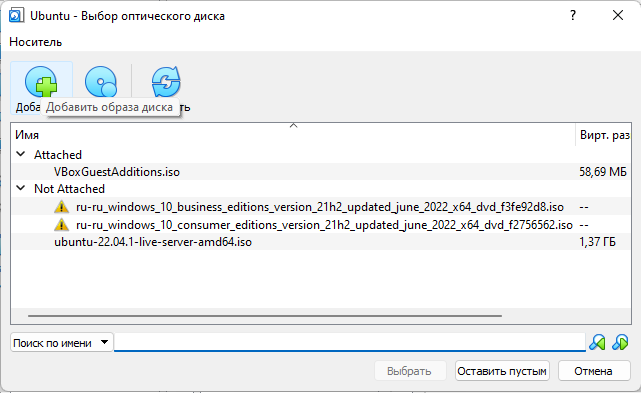 Ubuntu - Выбор оптического диска
Носитель
Добавить образа диска
Имя
Вирт. раз
Attached
VBoxGuestAdditions.iso 58,69 МБ
Not Attached
ru-ru_windows_10_business_editions_version_21h2_updated_june_2022_x64_dvd_f3fe92d8.iso --
ru-ru_windows_10_consumer_editions_version_21h2_updated_june_2022_x64_dvd_f2756562.iso --
ubuntu-22.04.1-live-server-amd64.iso 1,37 ГБ
Поиск по имени
Выбрать Оставить пустым Отмена